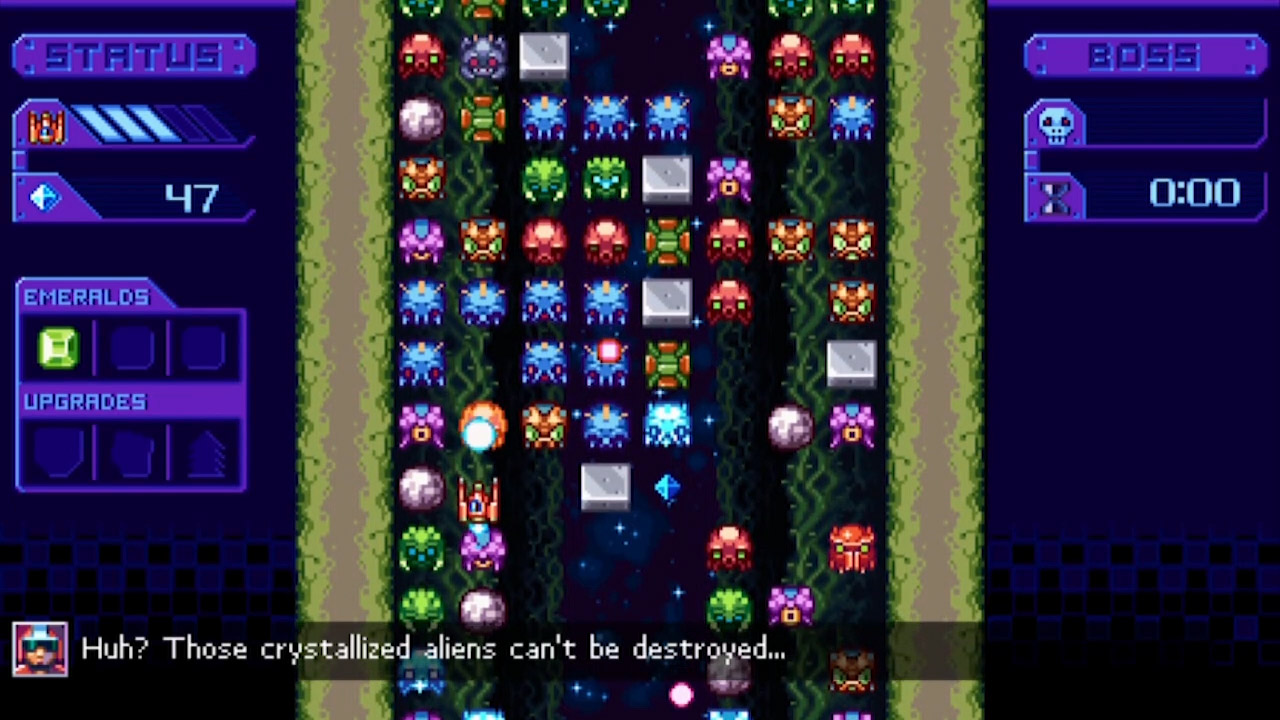 STATUS
BOSS
47
0:00
EMERALDS
UPGRADES
Huh? Those crystallized aliens can't be destroyed...